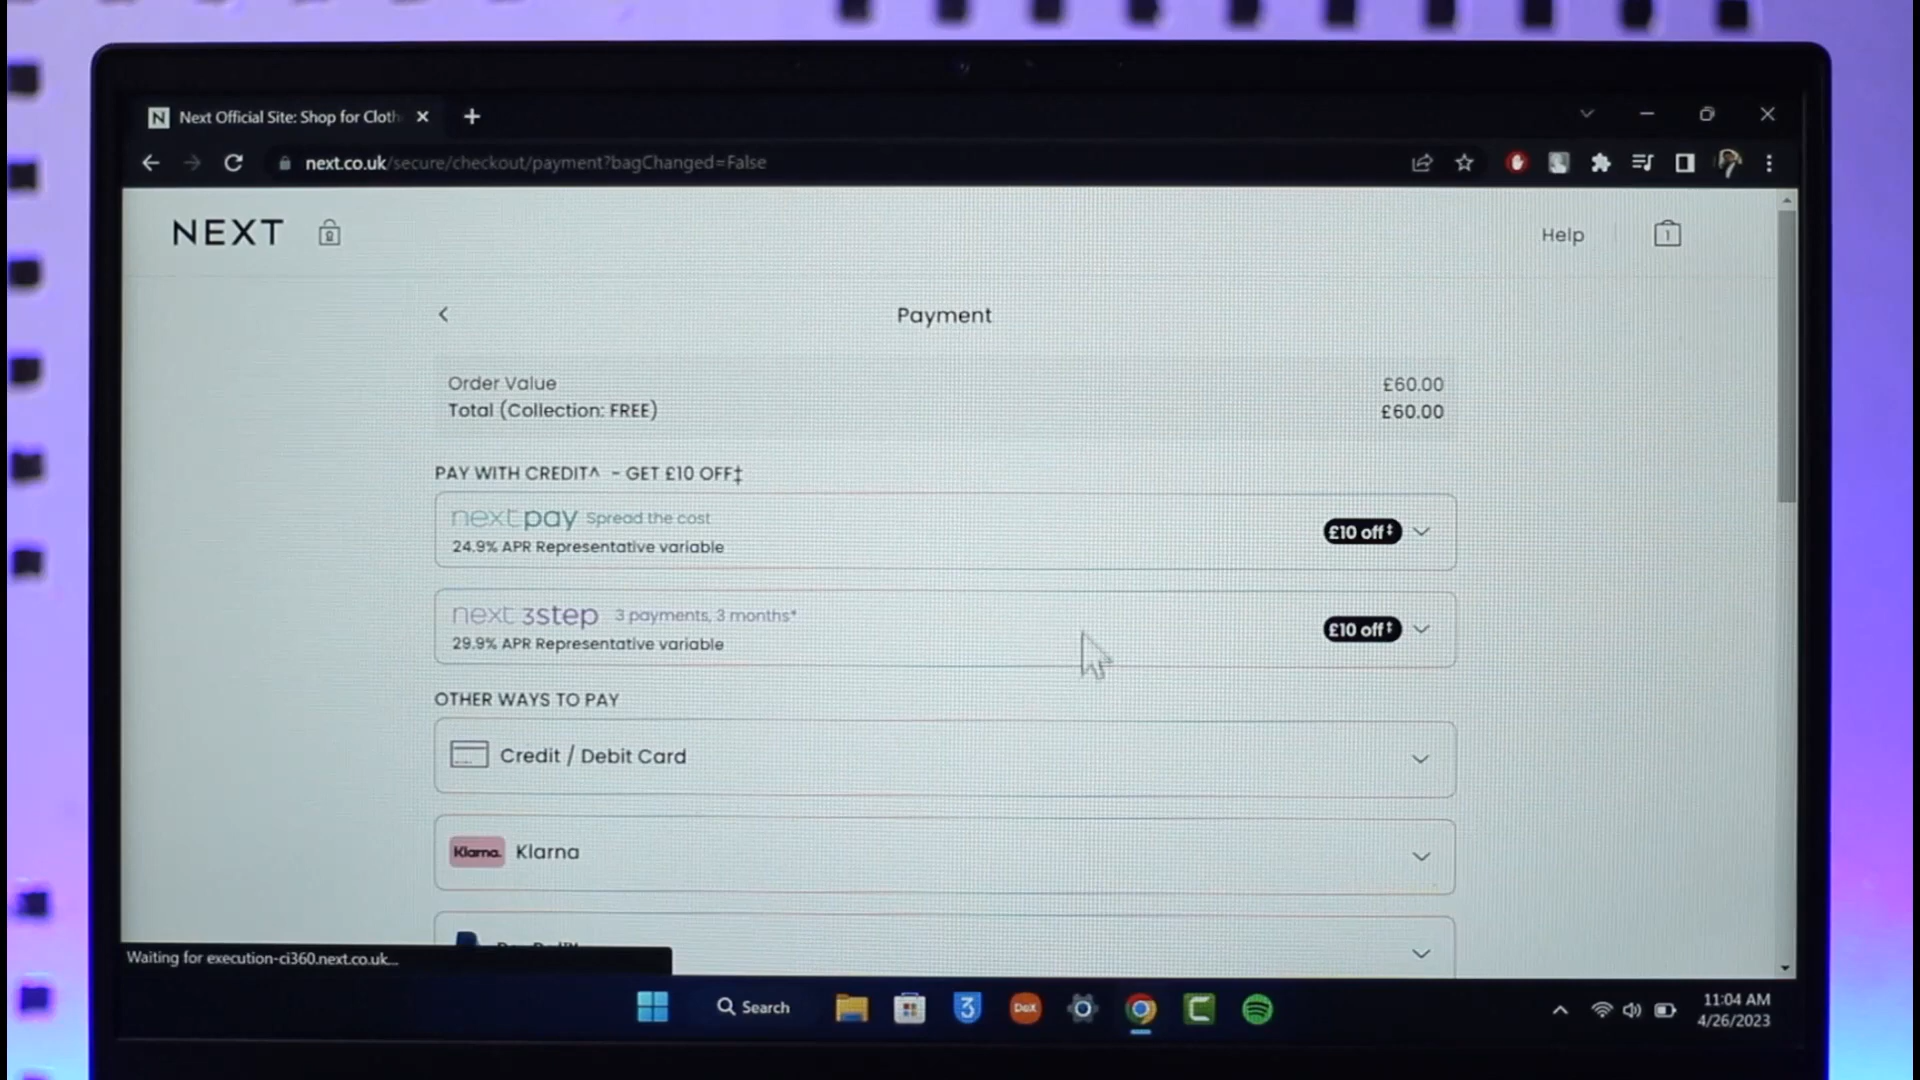 N Next Official Site: Shop for Cloth
next.co.uk/secure/checkout/payment?bagChanged=False
NEXT
Help
1
Payment
Order Value £60.00
Total (Collection: FREE) £60.00
PAY WITH CREDIT^ - GET £10 OFF‡
nextpay Spread the cost
24.9% APR Representative variable
£10 off‡
next 3step 3 payments, 3 months*
29.9% APR Representative variable
£10 off‡
OTHER WAYS TO PAY
Credit / Debit Card
Klarna. Klarna
Waiting for execution-ci360.next.co.uk...
Search
3
DeX
C
11:04 AM
4/26/2023